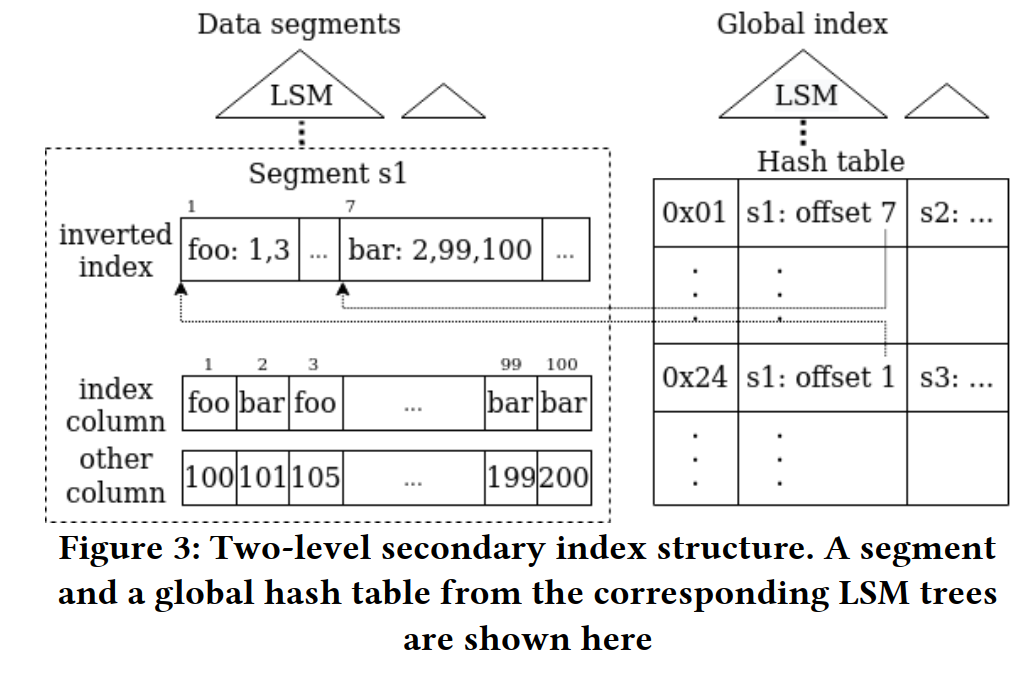 Data segments
Global index
LSM
LSM
Segment s1
Hash table
1 7
inverted index
foo: 1,3 ... bar: 2,99,100 ...
0x01 s1: offset 7 s2: ...
. .
. .
. .
0x24 s1: offset 1 s3: ...
. .
. .
. .
1 2 3 99 100
index column
foo bar foo ... bar bar
other column
100 101 105 ... 199 200
Figure 3: Two-level secondary index structure. A segment
and a global hash table from the corresponding LSM trees
are shown here